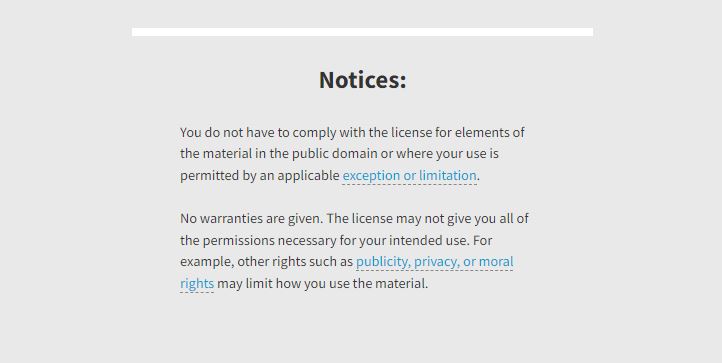 Notices:
You do not have to comply with the license for elements of
the material in the public domain or where your use is
permitted by an applicable exception or limitation.
No warranties are given. The license may not give you all of
the permissions necessary for your intended use. For
example, other rights such as publicity, privacy, or moral
rights may limit how you use the material.